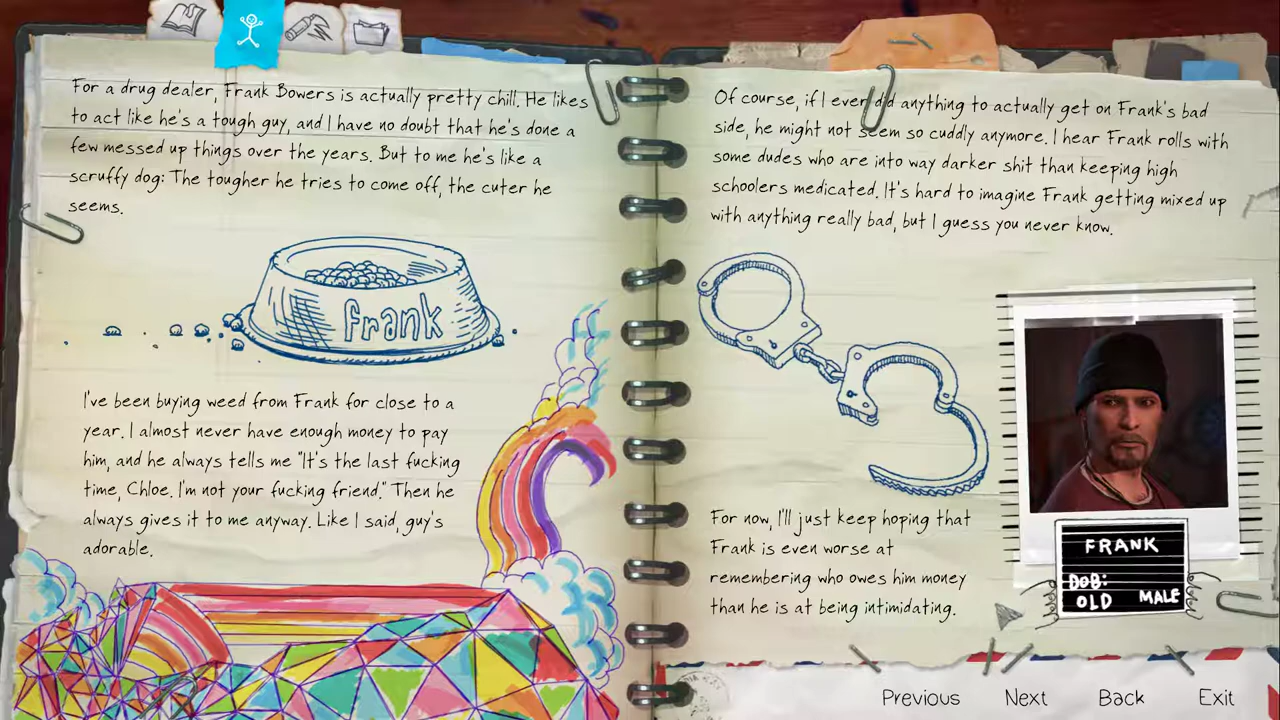 For a drug dealer, Frank Bowers is actually pretty chill. He likes
to act like he's a tough guy, and I have no doubt that he's done a
few messed up things over the years. But to me he's like a
scruffy dog: The tougher he tries to come off, the cuter he
seems.
frank
I've been buying weed from Frank for close to a
year. I almost never have enough money to pay
him, and he always tells me "It's the last fucking
time, Chloe. I'm not your fucking friend." Then he
always gives it to me anyway. Like I said, guy's
adorable.
Of course, if I ever did anything to actually get on Frank's bad
side, he might not seem so cuddly anymore. I hear Frank rolls with
some dudes who are into way darker shit than keeping high
schoolers medicated. It's hard to imagine Frank getting mixed up
with anything really bad, but I guess you never know.
For now, I'll just keep hoping that
Frank is even worse at
remembering who owes him money
than he is at being intimidating.
FRANK
DOB:
OLD MALE
Previous Next Back Exit